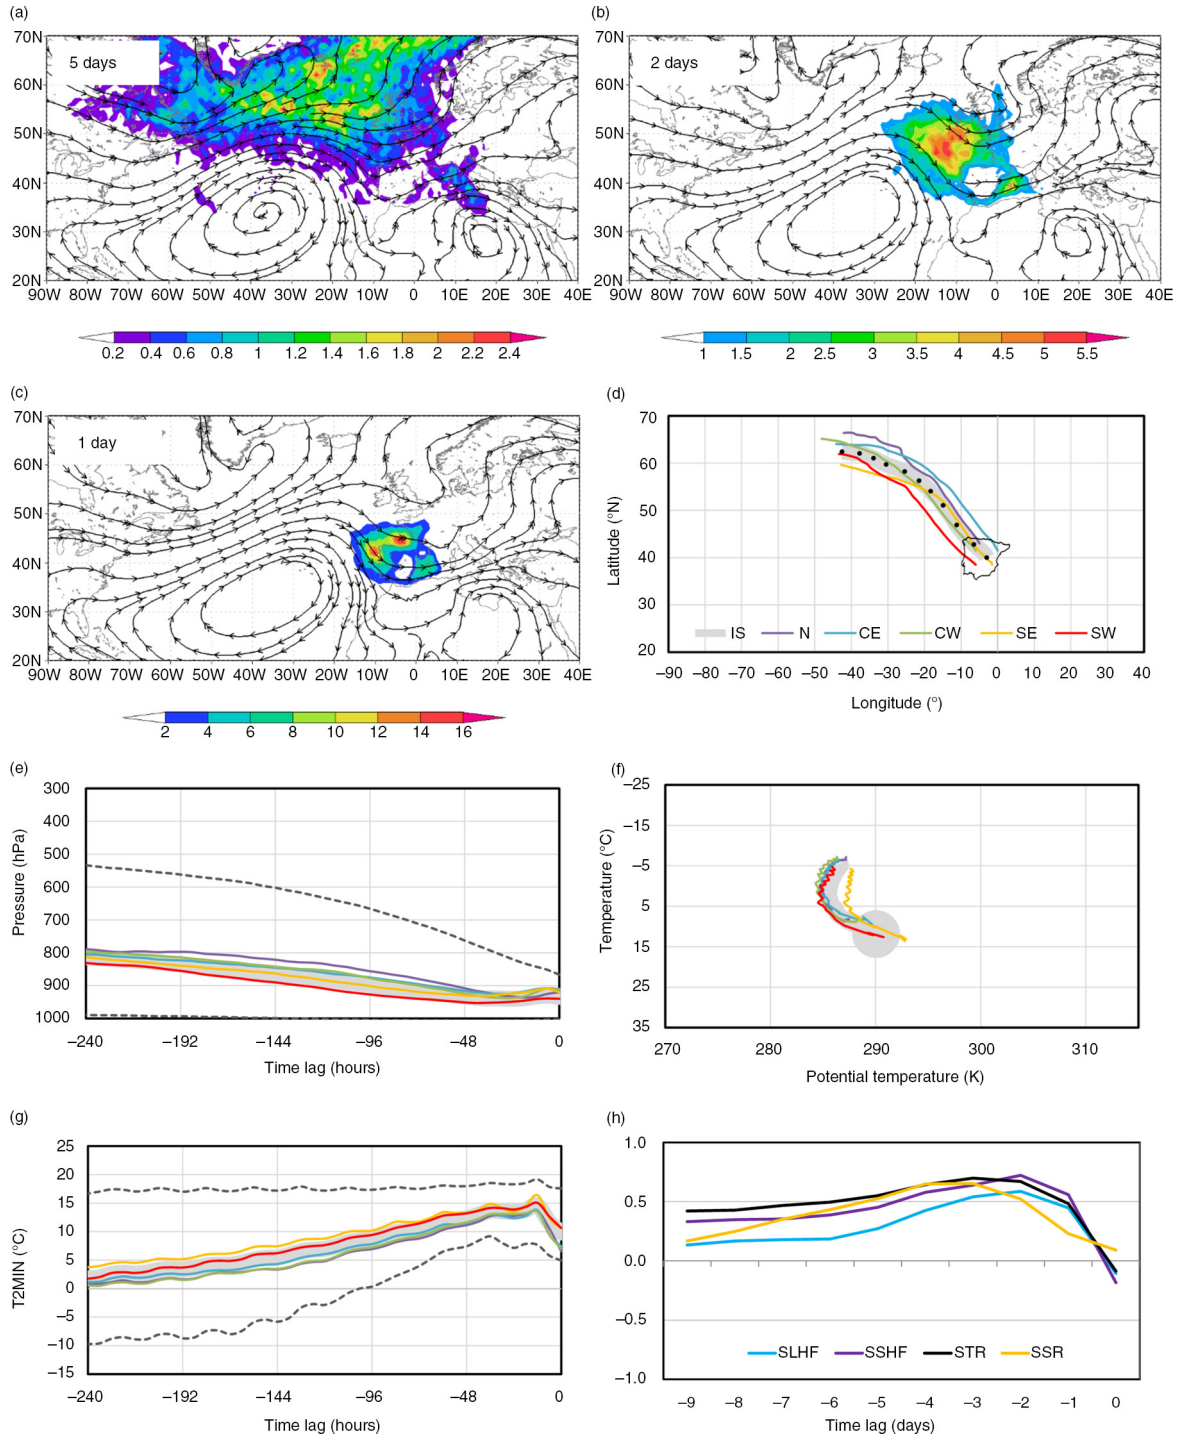 (a)
5 days
70N
60N
50N
40N
30N
20N
90W 80W 70W 60W 50W 40W 30W 20W 10W 0 10E 20E 30E 40E
0.2 0.4 0.6 0.8 1 1.2 1.4 1.6 1.8 2 2.2 2.4
(b)
2 days
70N
60N
50N
40N
30N
20N
90W 80W 70W 60W 50W 40W 30W 20W 10W 0 10E 20E 30E 40E
1 1.5 2 2.5 3 3.5 4 4.5 5 5.5
(c)
1 day
70N
60N
50N
40N
30N
20N
90W 80W 70W 60W 50W 40W 30W 20W 10W 0 10E 20E 30E 40E
2 4 6 8 10 12 14 16
(d)
70
60
50
40
30
20
Latitude (°N)
IS N CE CW SE SW
−90 −80 −70 −60 −50 −40 −30 −20 −10 0 10 20 30 40
Longitude (°)
(e)
300
400
500
600
700
800
900
1000
Pressure (hPa)
−240 −192 −144 −96 −48 0
Time lag (hours)
(f)
−25
−15
−5
5
15
25
35
Temperature (°C)
270 280 290 300 310
Potential temperature (K)
(g)
25
20
15
10
5
0
−5
−10
−15
T2MIN (°C)
−240 −192 −144 −96 −48 0
Time lag (hours)
(h)
1.0
0.5
0.0
−0.5
−1.0
SLHF SSHF STR SSR
−9 −8 −7 −6 −5 −4 −3 −2 −1 0
Time lag (days)